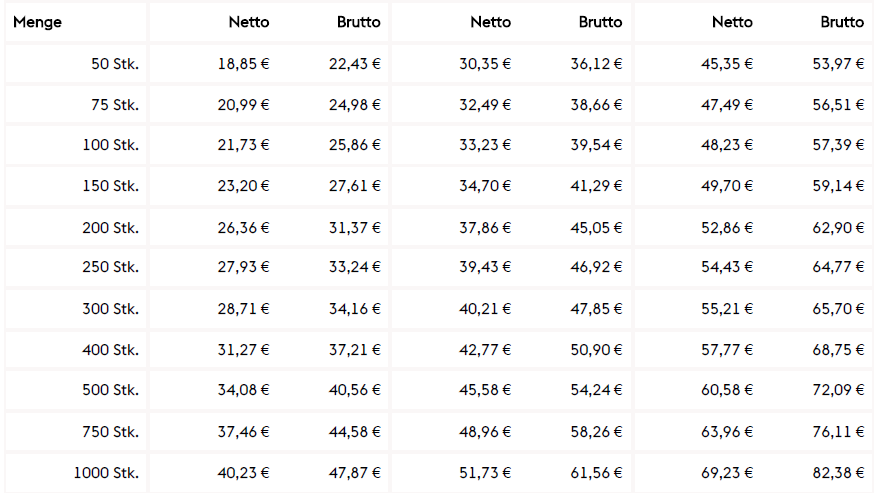 Menge Netto Brutto Netto Brutto Netto Brutto
50 Stk. 18,85 € 22,43 € 30,35 € 36,12 € 45,35 € 53,97 €
75 Stk. 20,99 € 24,98 € 32,49 € 38,66 € 47,49 € 56,51 €
100 Stk. 21,73 € 25,86 € 33,23 € 39,54 € 48,23 € 57,39 €
150 Stk. 23,20 € 27,61 € 34,70 € 41,29 € 49,70 € 59,14 €
200 Stk. 26,36 € 31,37 € 37,86 € 45,05 € 52,86 € 62,90 €
250 Stk. 27,93 € 33,24 € 39,43 € 46,92 € 54,43 € 64,77 €
300 Stk. 28,71 € 34,16 € 40,21 € 47,85 € 55,21 € 65,70 €
400 Stk. 31,27 € 37,21 € 42,77 € 50,90 € 57,77 € 68,75 €
500 Stk. 34,08 € 40,56 € 45,58 € 54,24 € 60,58 € 72,09 €
750 Stk. 37,46 € 44,58 € 48,96 € 58,26 € 63,96 € 76,11 €
1000 Stk. 40,23 € 47,87 € 51,73 € 61,56 € 69,23 € 82,38 €